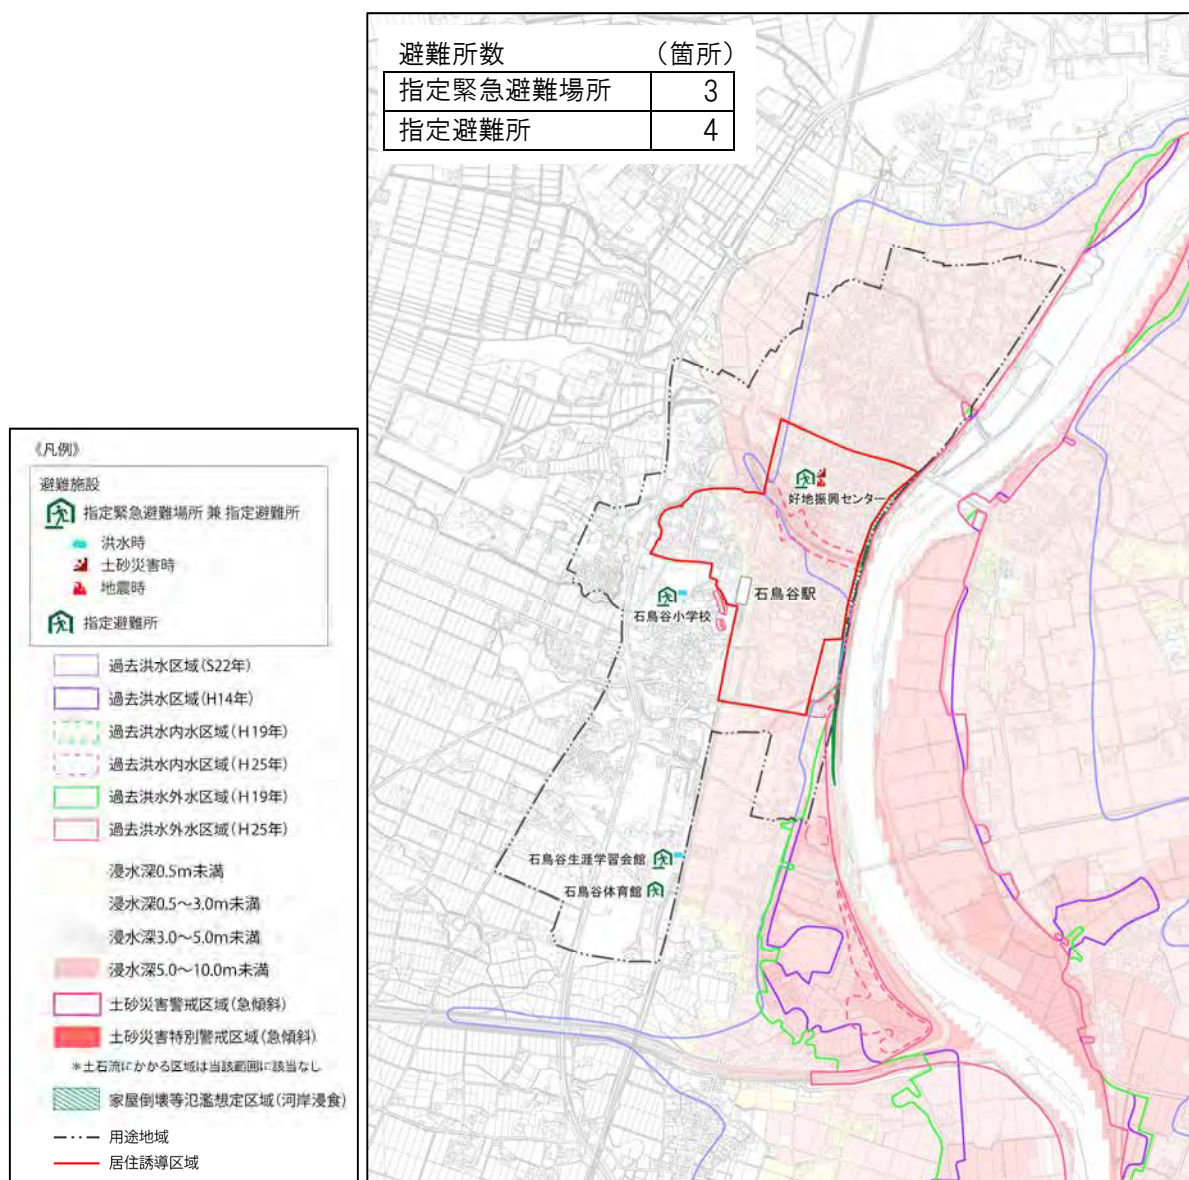 避難所数 (箇所)
指定緊急避難場所 3
指定避難所 4
好地振興センター
石鳥谷駅
石鳥谷小学校
石鳥谷生涯学習会館
石鳥谷体育館
《凡例》
避難施設
指定緊急避難場所 兼 指定避難所
洪水時
土砂災害時
地震時
指定避難所
過去洪水区域(S22年)
過去洪水区域(H14年)
過去洪水内水区域(H19年)
過去洪水内水区域(H25年)
過去洪水外水区域(H19年)
過去洪水外水区域(H25年)
浸水深0.5m未満
浸水深0.5~3.0m未満
浸水深3.0~5.0m未満
浸水深5.0~10.0m未満
土砂災害警戒区域(急傾斜)
土砂災害特別警戒区域(急傾斜)
*土石流にかかる区域は当該範囲に該当なし
家屋倒壊等氾濫想定区域(河岸浸食)
用途地域
居住誘導区域